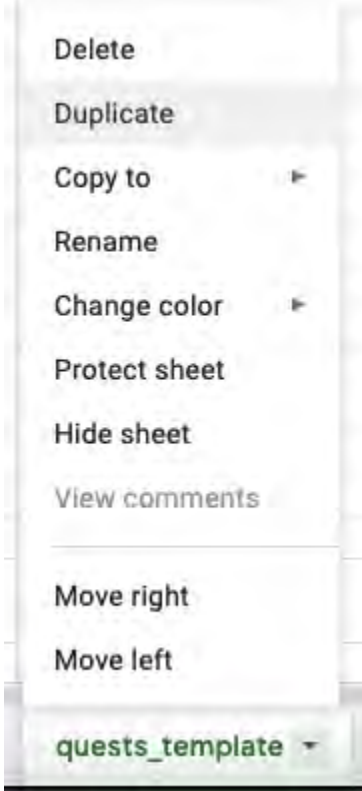 Delete
Duplicate
Copy to
Rename
Change color
Protect sheet
Hide sheet
View comments
Move right
Move left
quests_template